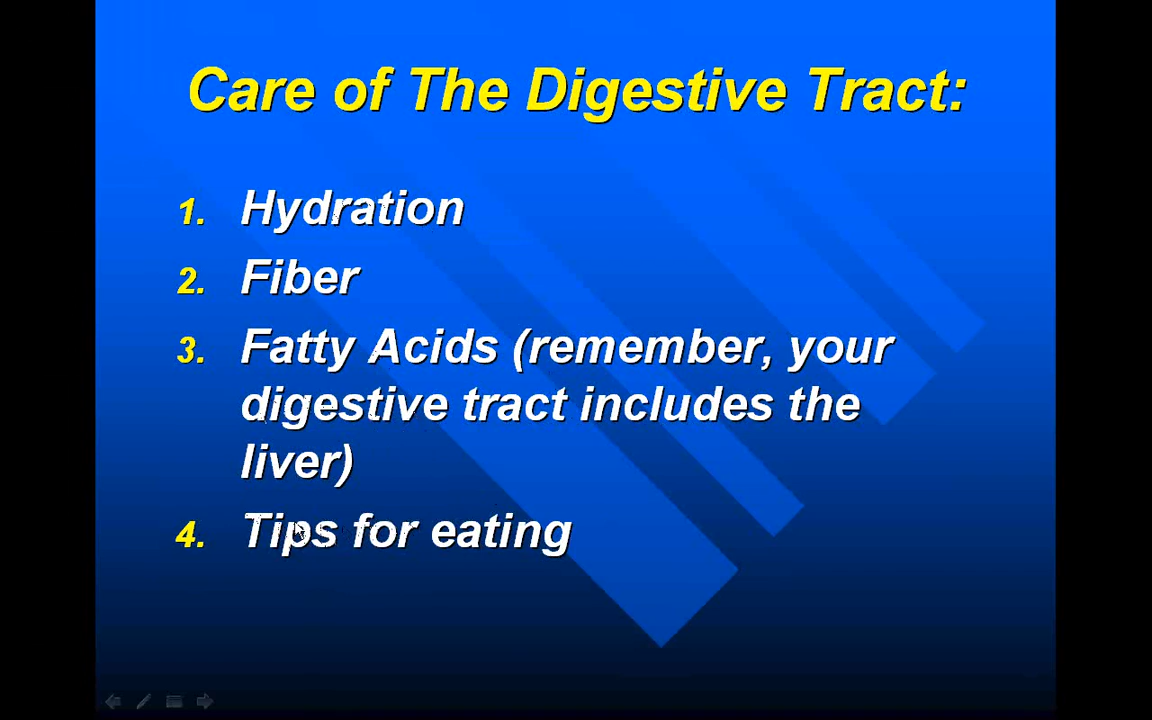 Care of The Digestive Tract:
1. Hydration
2. Fiber
3. Fatty Acids (remember, your
digestive tract includes the
liver)
4. Tips for eating